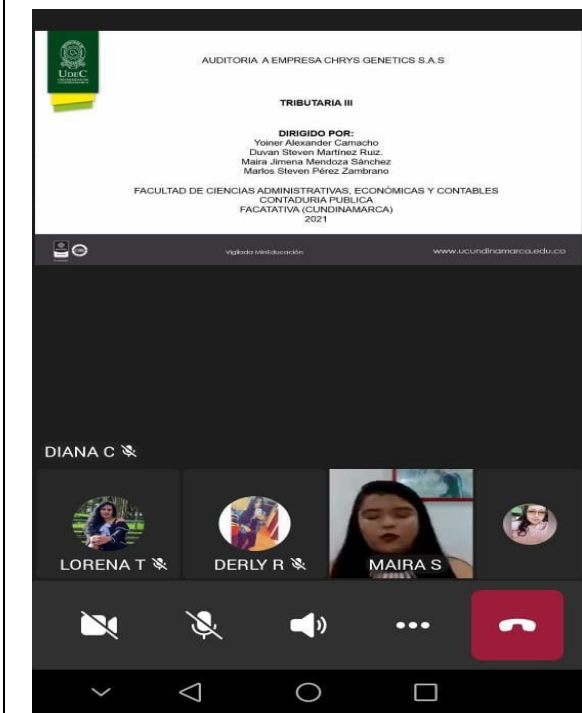 UDEC
AUDITORIA A EMPRESA CHRYS GENETICS S.A.S
TRIBUTARIA III
DIRIGIDO POR:
Yoiner Alexander Camacho
Duvan Steven Martínez Ruiz.
Maira Jimena Mendoza Sánchez
Marlos Steven Pérez Zambrano
FACULTAD DE CIENCIAS ADMINISTRATIVAS, ECONÓMICAS Y CONTABLES
CONTADURIA PUBLICA
FACATATIVA (CUNDINAMARCA)
2021
Vigilada MinEducación
www.ucundinamarca.edu.co
DIANA C
LORENA T
DERLY R
MAIRA S